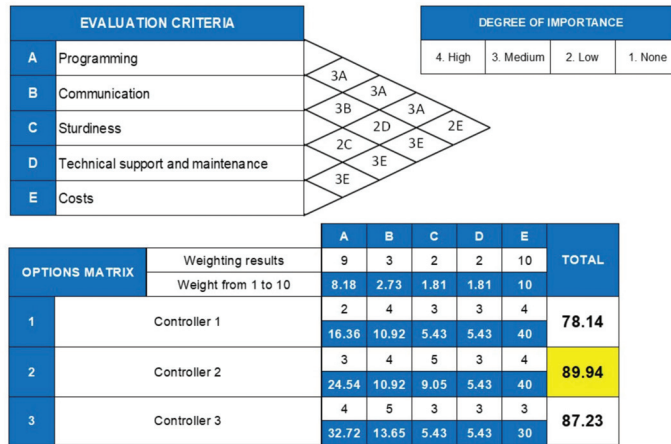 EVALUATION CRITERIA
A Programming
B Communication
C Sturdiness
D Technical support and maintenance
E Costs
3A
3A
3B 3A
2D 2E
2C 3E
3E
3E
DEGREE OF IMPORTANCE
4. High 3. Medium 2. Low 1. None
A B C D E
OPTIONS MATRIX TOTAL
Weighting results 9 3 2 2 10
Weight from 1 to 10 8.18 2.73 1.81 1.81 10
1 Controller 1 2 4 3 3 4 78.14
16.36 10.92 5.43 5.43 40
2 Controller 2 3 4 5 3 4 89.94
24.54 10.92 9.05 5.43 40
3 Controller 3 4 5 3 3 3 87.23
32.72 13.65 5.43 5.43 30